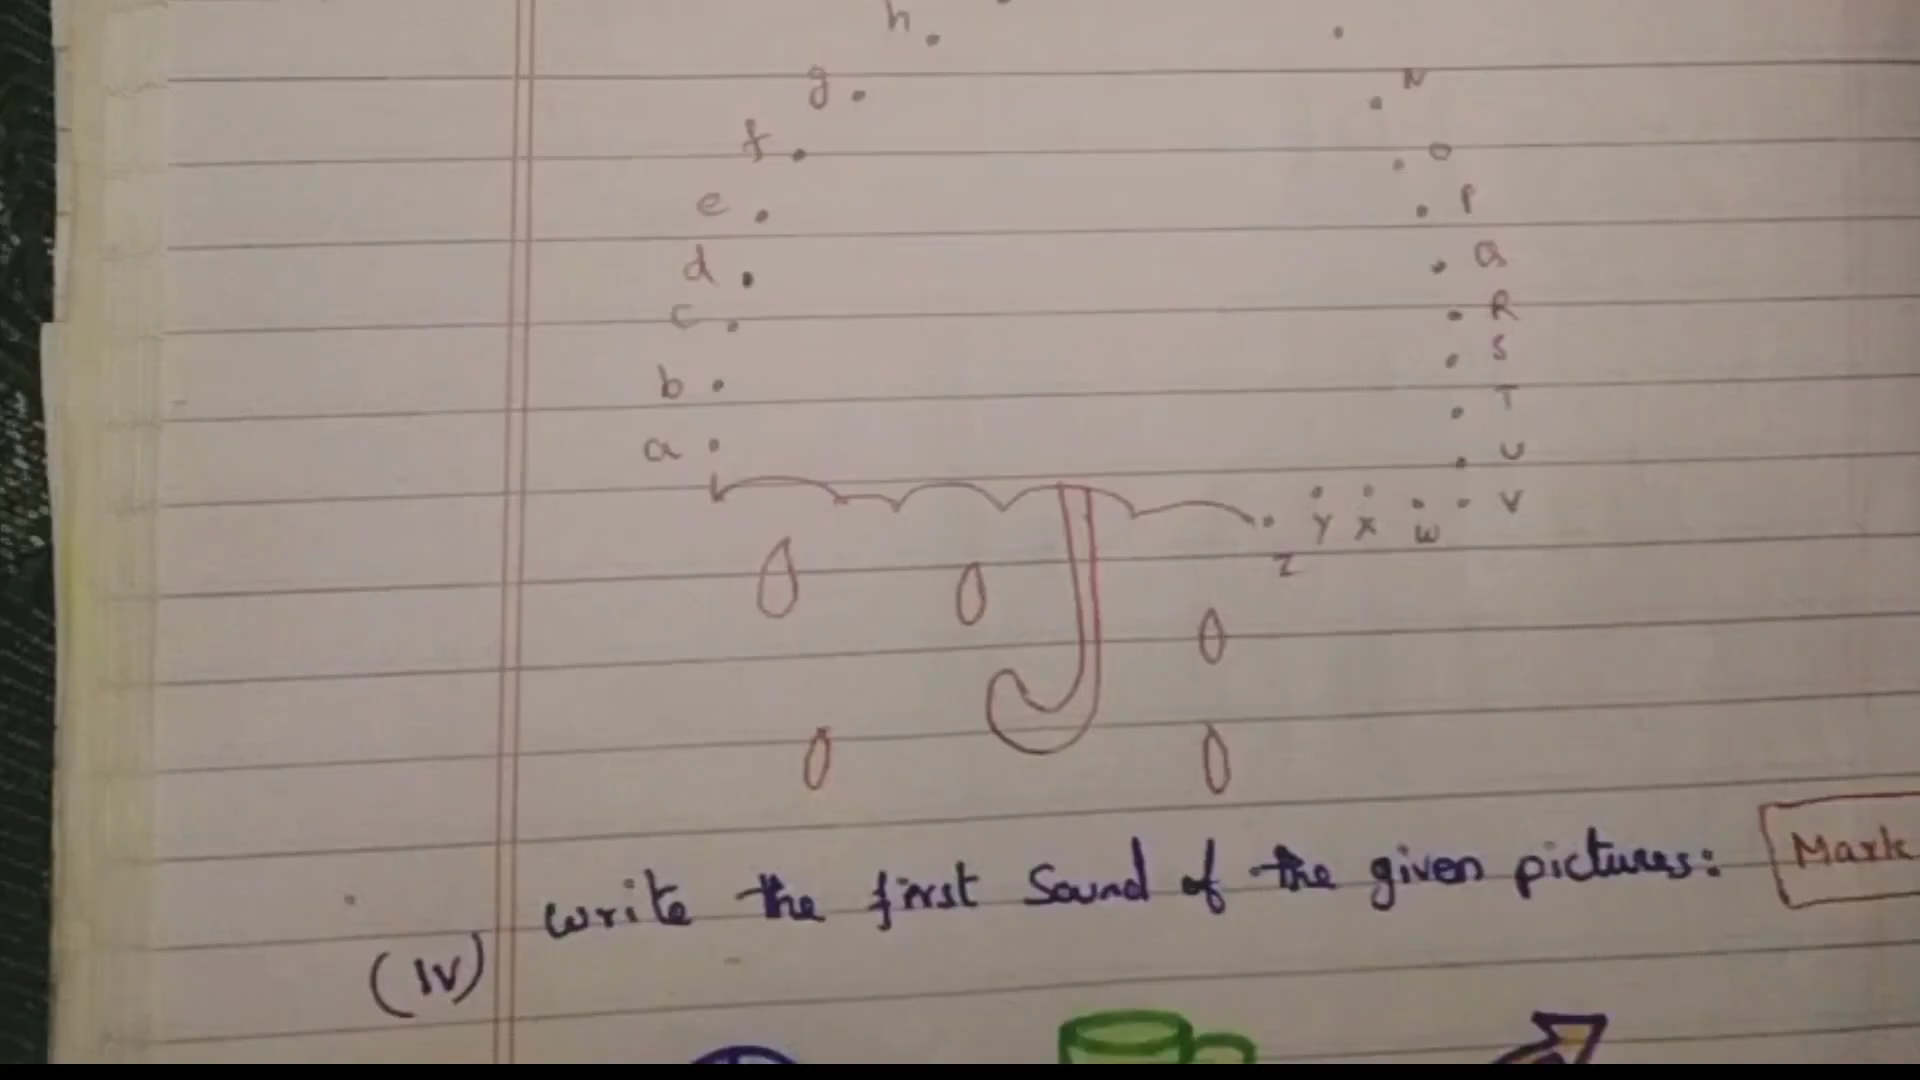 h
g
N
f
o
e
P
d
Q
c
R
S
b
T
a
U
Y X W V
Z
write the first Sound of the given pictures: Mark
(IV)